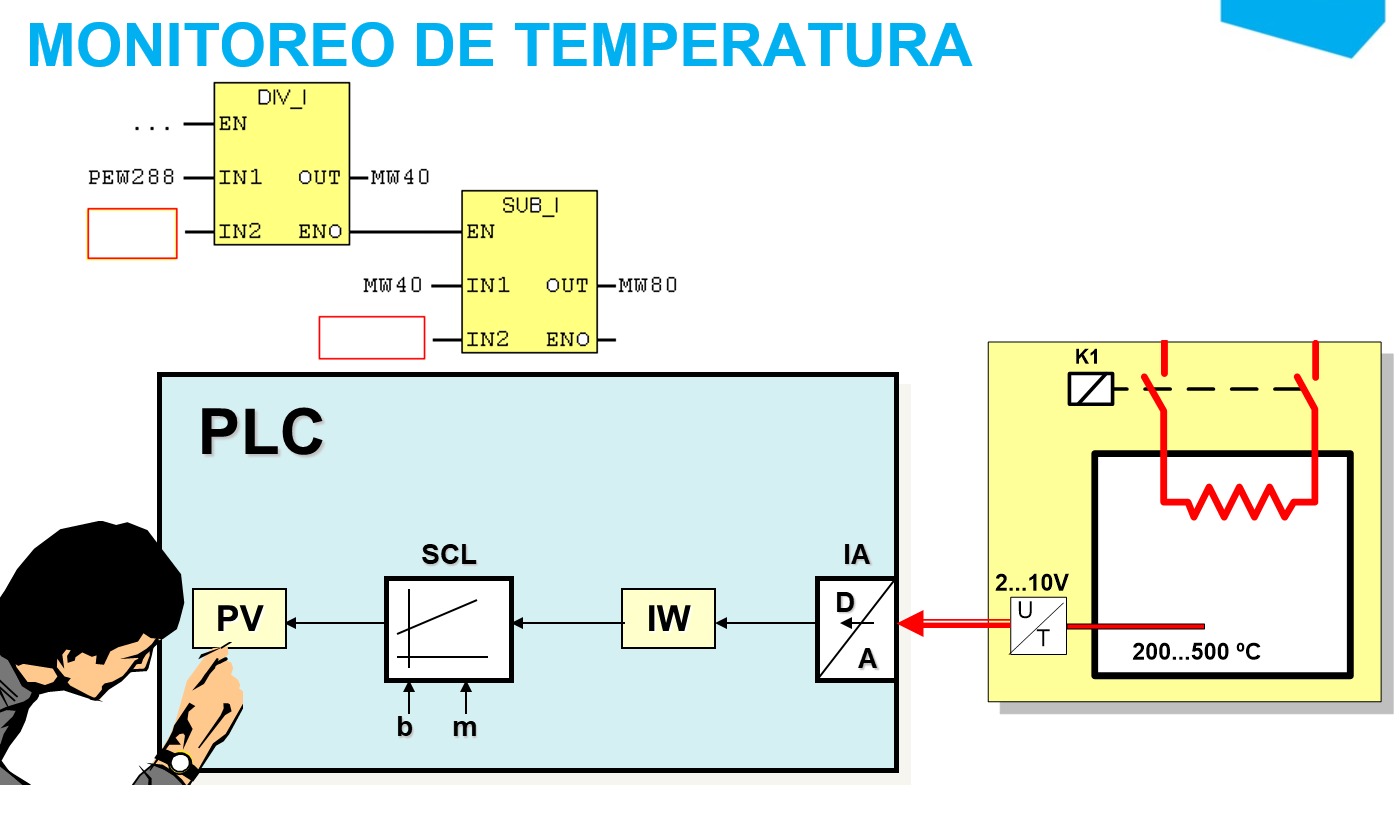 MONITOREO DE TEMPERATURA
DIV_I
... EN
PEW288 IN1 OUT MW40
IN2 ENO
SUB_I
EN
MW40 IN1 OUT MW80
IN2 ENO
K1
PLC
SCL
IA
2...10V
PV
IW
D
A
U
T
200...500 ºC
b
m